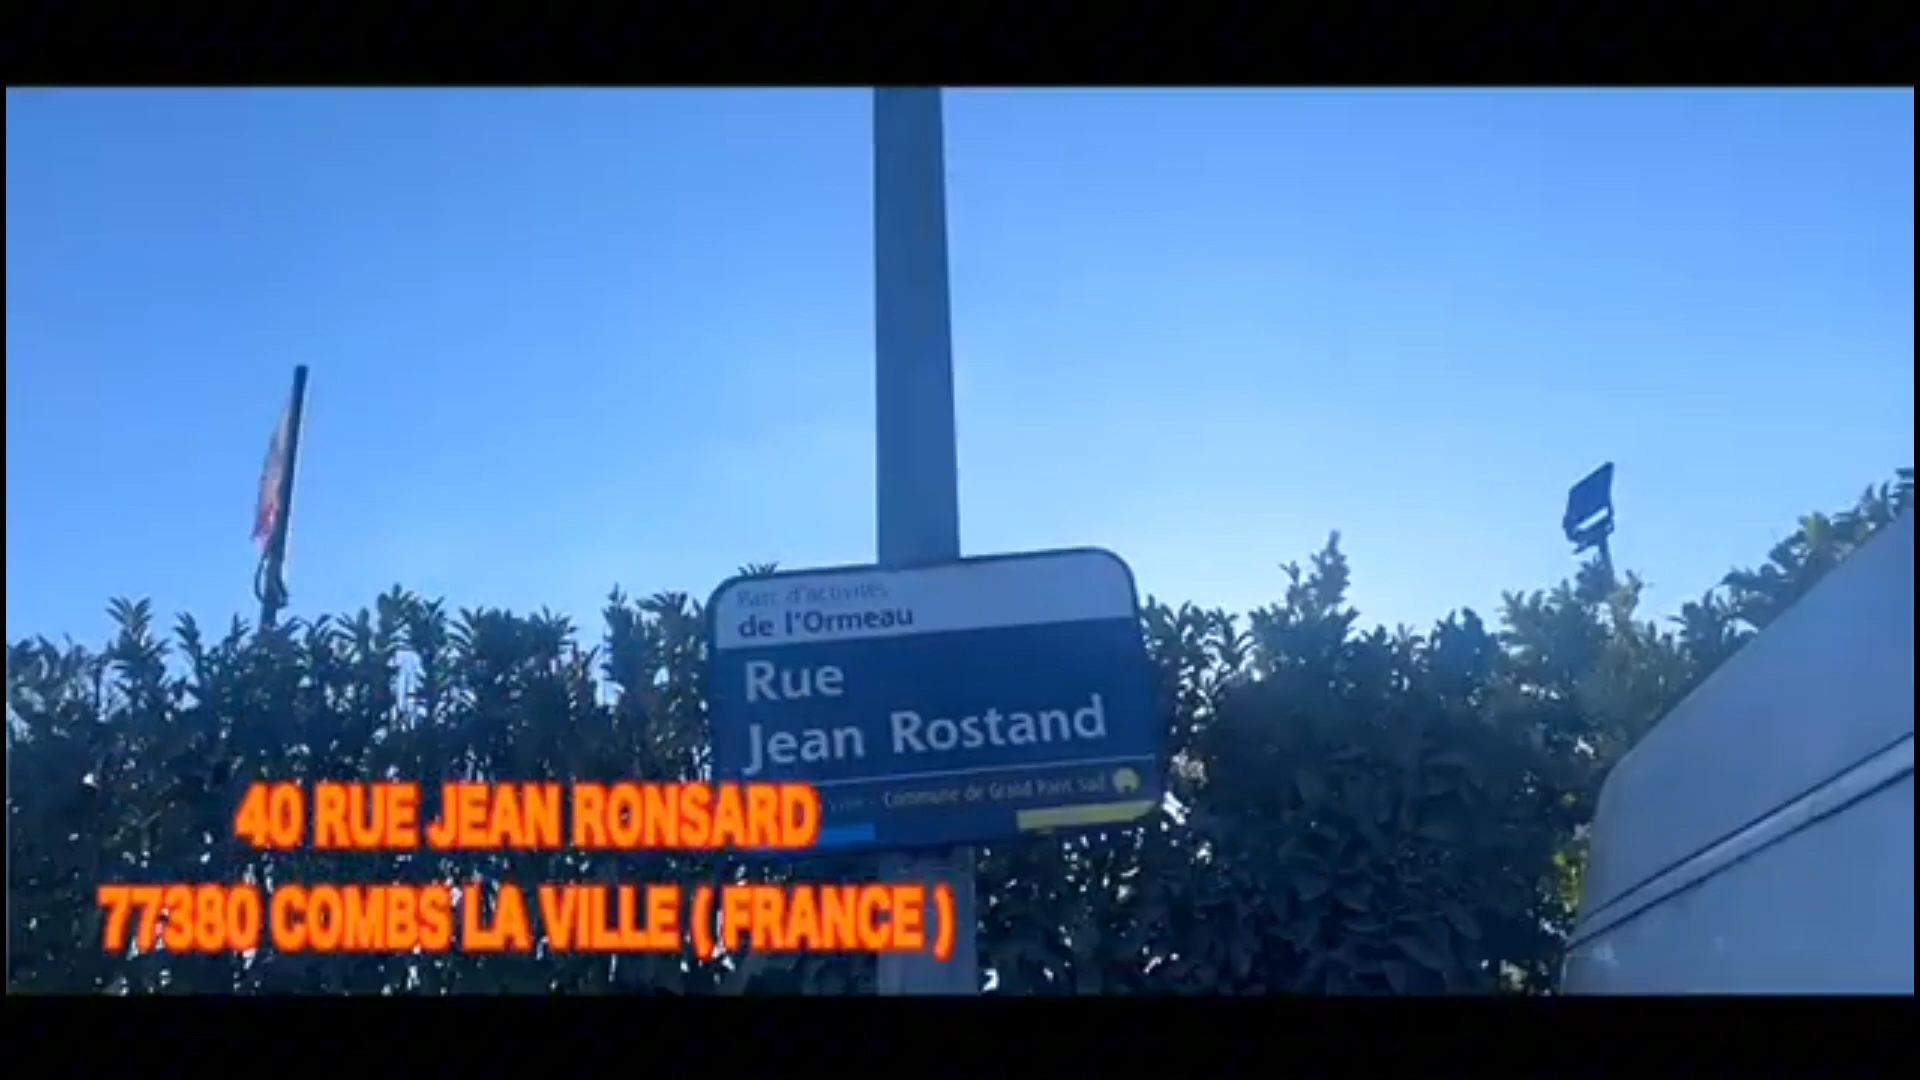 Parc d'activités
de l'Ormeau
Rue
Jean Rostand
Commune de Grand Paris Sud
40 RUE JEAN RONSARD
77380 COMBS LA VILLE ( FRANCE )